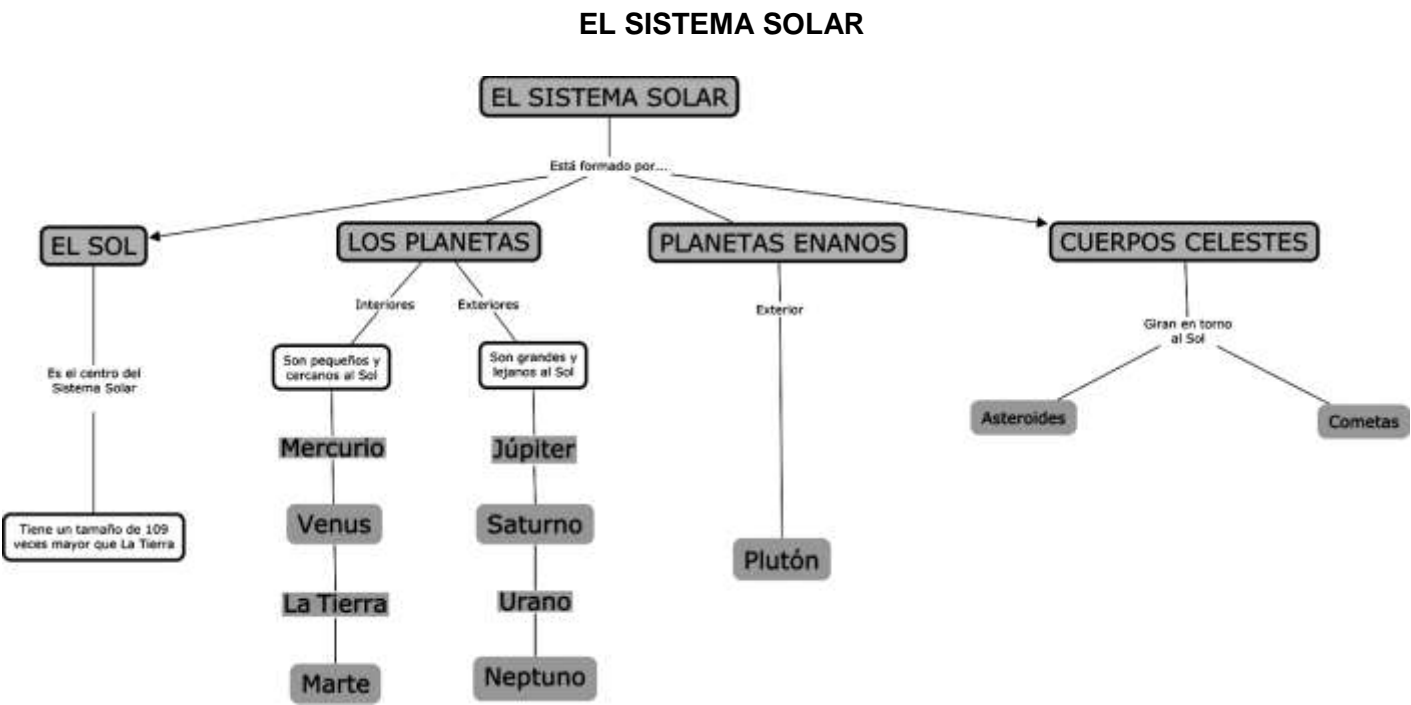 EL SISTEMA SOLAR
EL SISTEMA SOLAR
Está formado por....
EL SOL
LOS PLANETAS
PLANETAS ENANOS
CUERPOS CELESTES
Es el centro del
Sistema Solar
Tiene un tamaño de 109
veces mayor que La Tierra
Interiores
Son pequeños y
cercanos al Sol
Mercurio
Venus
La Tierra
Marte
Exteriores
Son grandes y
lejanos al Sol
Júpiter
Saturno
Urano
Neptuno
Exterior
Plutón
Giran en torno
al Sol
Asteroides
Cometas